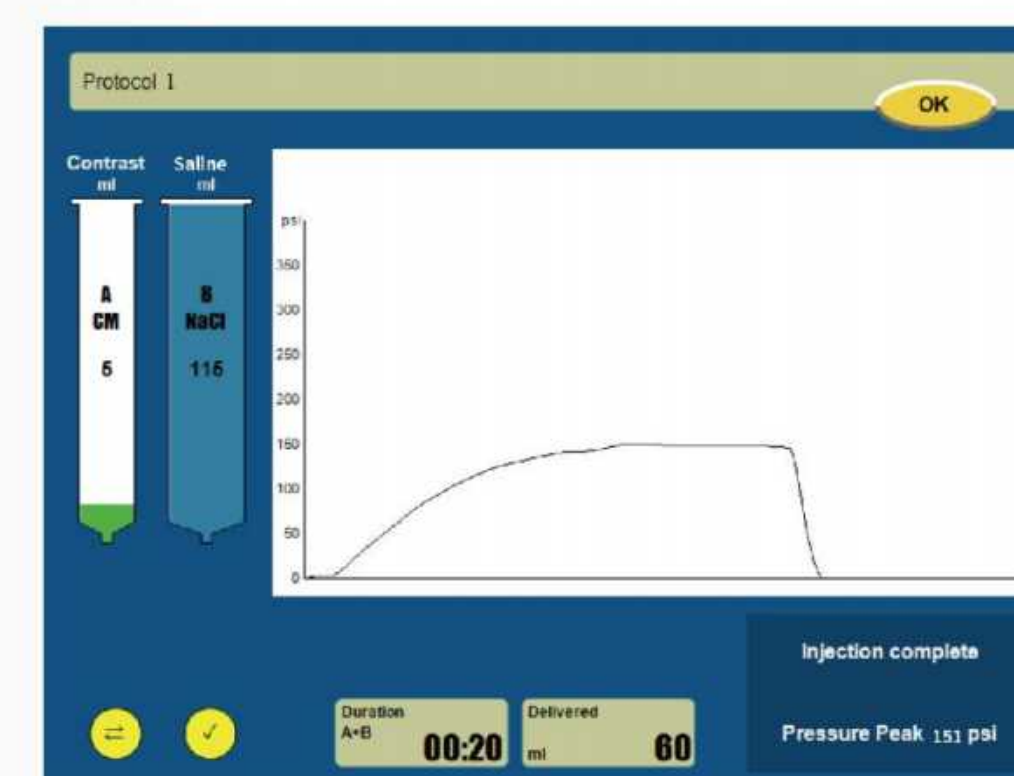 Protocol 1
OK
Contrast
ml
Saline
ml
A
CM
5
B
NaCl
115
psi
350
300
250
200
150
100
50
0
Injection complete
Duration
A+B
00:20
Delivered
ml
60
Pressure Peak 151 psi